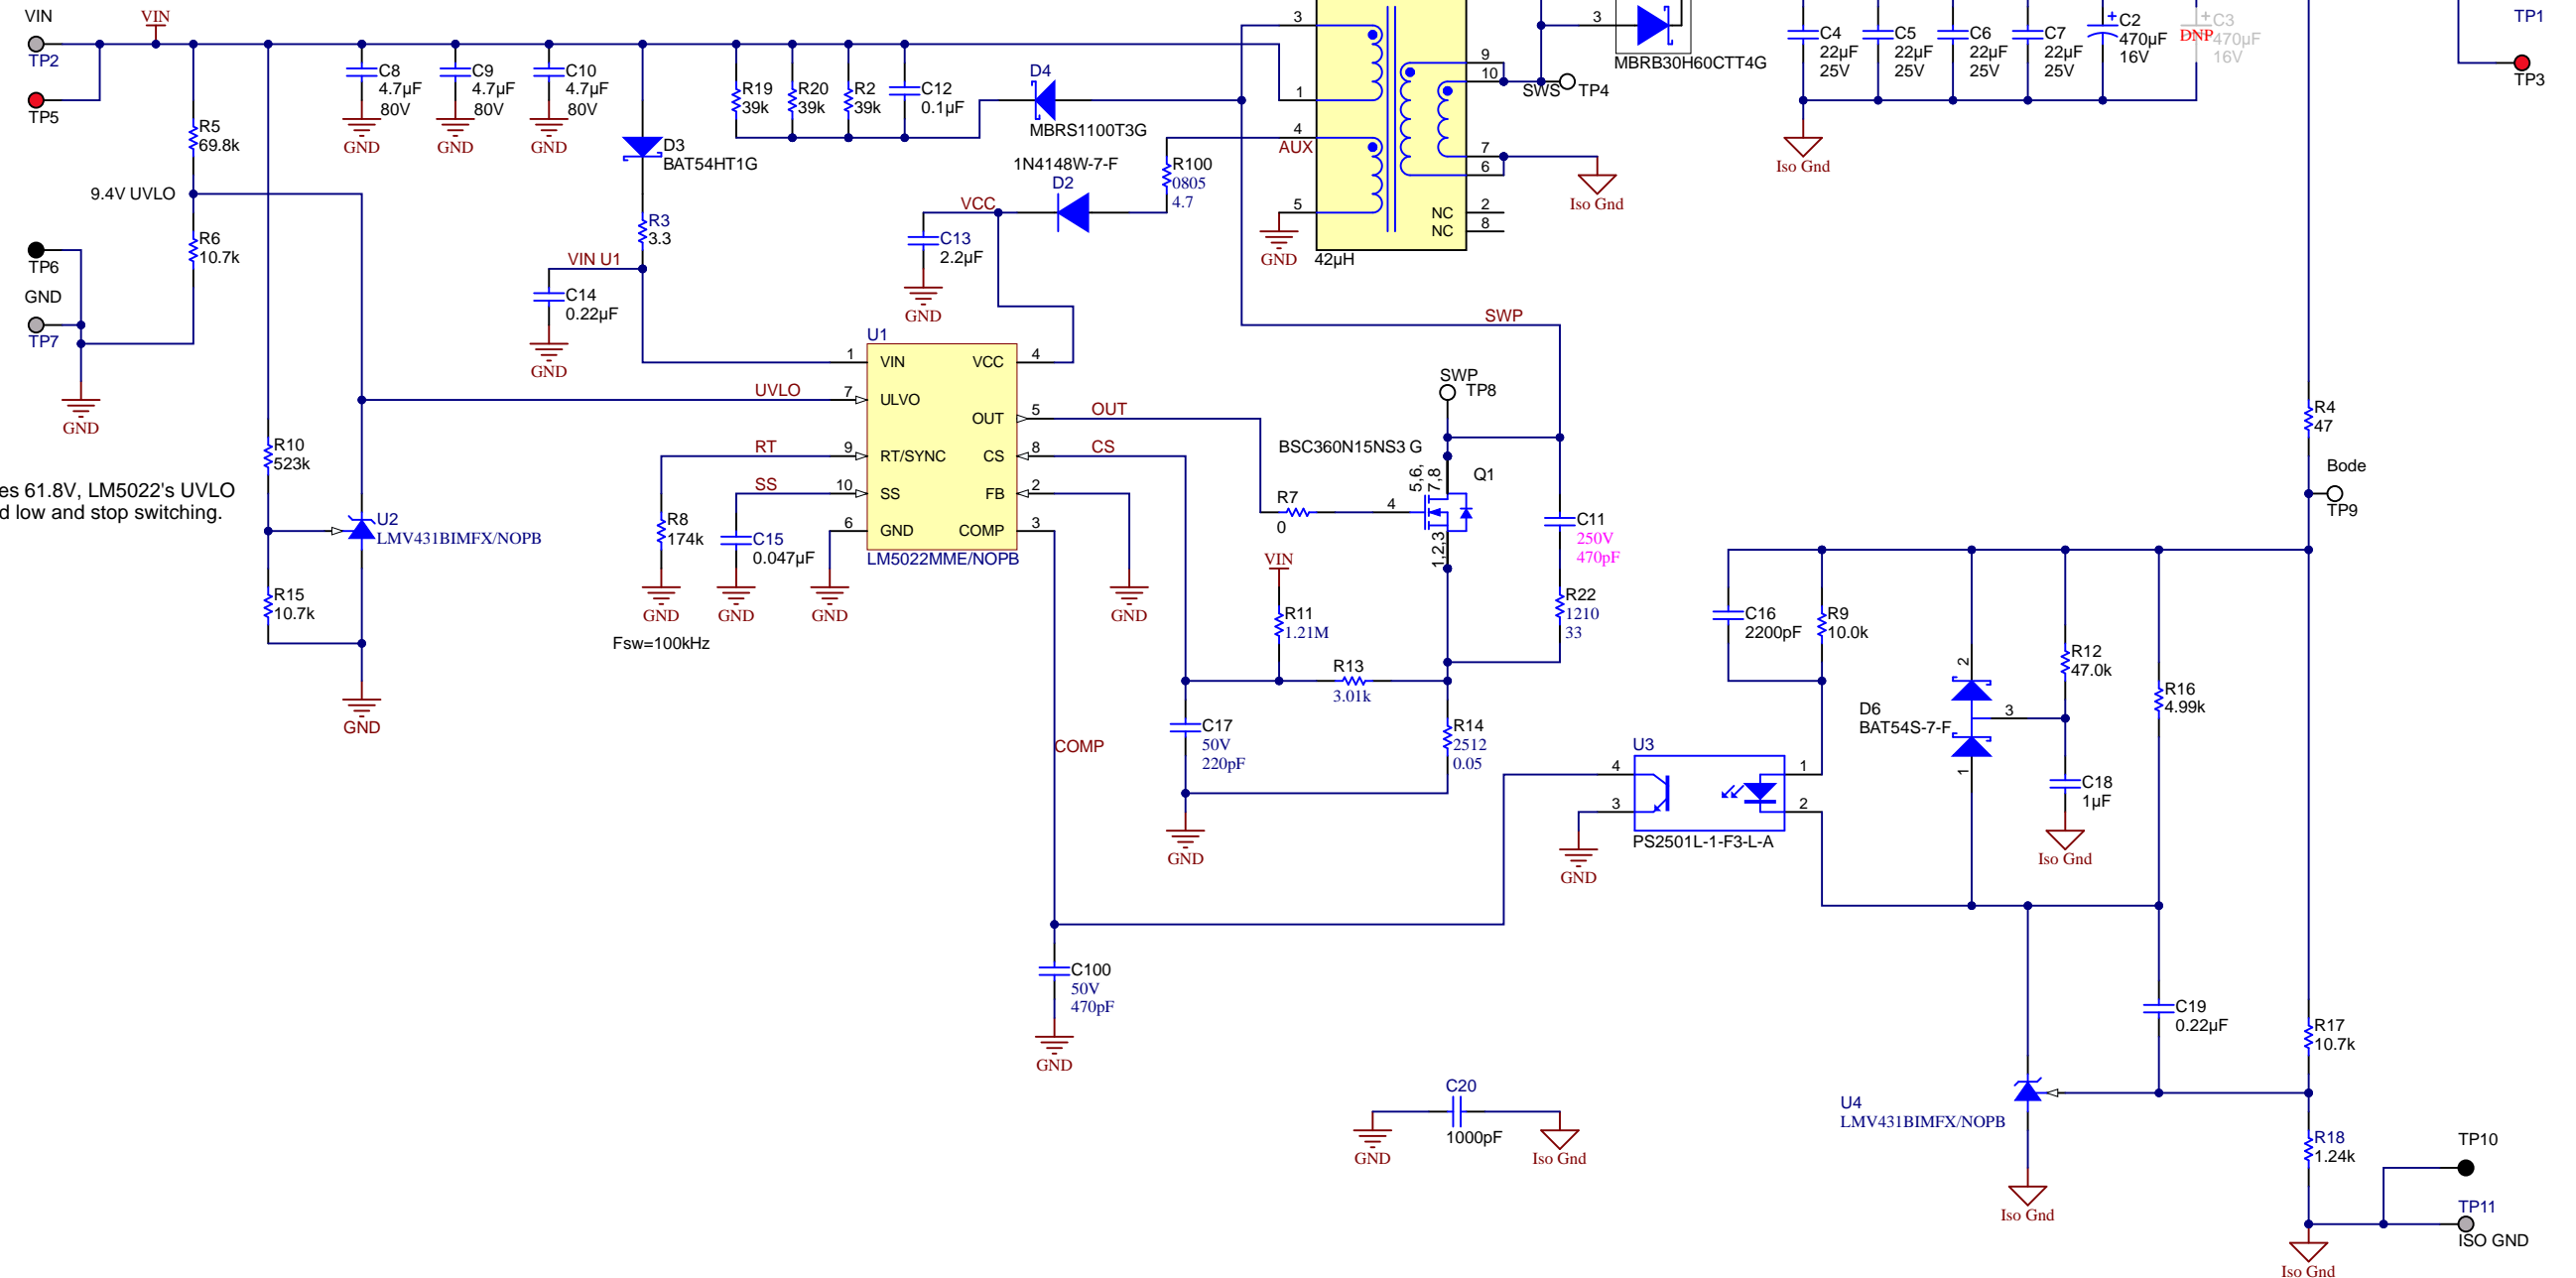 VIN
TP2
TP5
VIN
R5
69.8k
9.4V UVLO
R6
10.7k
TP6
GND
TP7
GND
es 61.8V, LM5022's UVLO
d low and stop switching.
R10
523k
R15
10.7k
U2
LMV431BIMFX/NOPB
GND
C8
4.7µF
80V
GND
C9
4.7µF
80V
GND
C10
4.7µF
80V
GND
D3
BAT54HT1G
R3
3.3
VIN U1
C14
0.22µF
GND
R19
39k
R20
39k
R2
39k
C12
0.1µF
D4
MBRS1100T3G
1N4148W-7-F
D2
VCC
C13
2.2µF
GND
R100
0805
4.7
3
1
4
AUX
5
GND
9
10
7
6
NC
2
NC
8
42µH
SWS
TP4
3
MBRB30H60CTT4G
Iso Gnd
C4
22µF
25V
C5
22µF
25V
C6
22µF
25V
C7
22µF
25V
+
C2
470µF
16V
+
C3
DNP
470µF
16V
Iso Gnd
TP1
TP3
U1
1
VIN
VCC
4
UVLO
7
ULVO
OUT
5
OUT
RT
9
RT/SYNC
CS
8
CS
SS
10
SS
FB
2
6
GND
COMP
3
LM5022MME/NOPB
R8
174k
GND
Fsw=100kHz
C15
0.047µF
GND
GND
GND
SWP
SWP
TP8
BSC360N15NS3 G
5,6,
7,8
Q1
R7
0
4
1,2,3
C11
250V
470pF
R22
1210
33
VIN
R11
1.21M
R13
3.01k
C17
50V
220pF
GND
R14
2512
0.05
COMP
C100
50V
470pF
GND
U3
4
3
1
2
PS2501L-1-F3-L-A
GND
C16
2200pF
R9
10.0k
2
D6
BAT54S-7-F
3
1
R12
47.0k
C18
1µF
Iso Gnd
R16
4.99k
R4
47
Bode
TP9
C19
0.22µF
R17
10.7k
U4
LMV431BIMFX/NOPB
Iso Gnd
R18
1.24k
Iso Gnd
TP10
TP11
ISO GND
C20
1000pF
GND
Iso Gnd